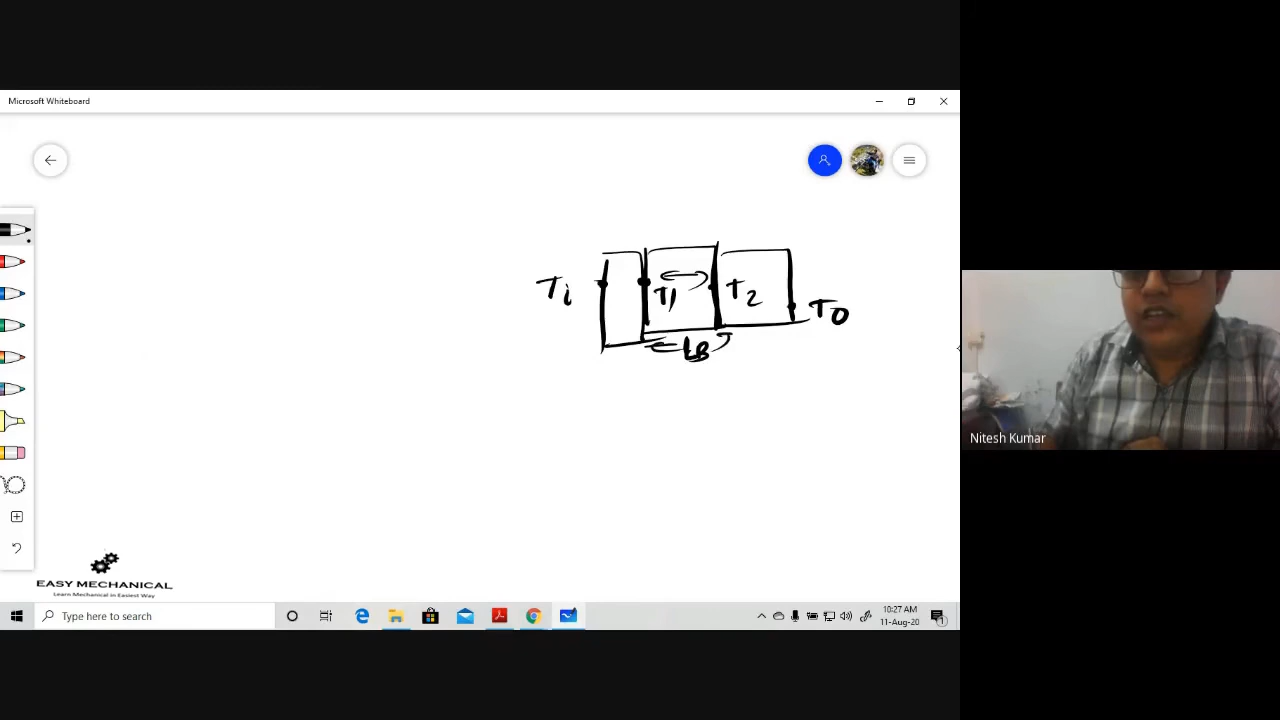 Microsoft Whiteboard
Ti
T1
T2
To
LB
Nitesh Kumar
EASY MECHANICAL
Learn Mechanical in Easiest Way
Type here to search
10:27 AM
11-Aug-20
1